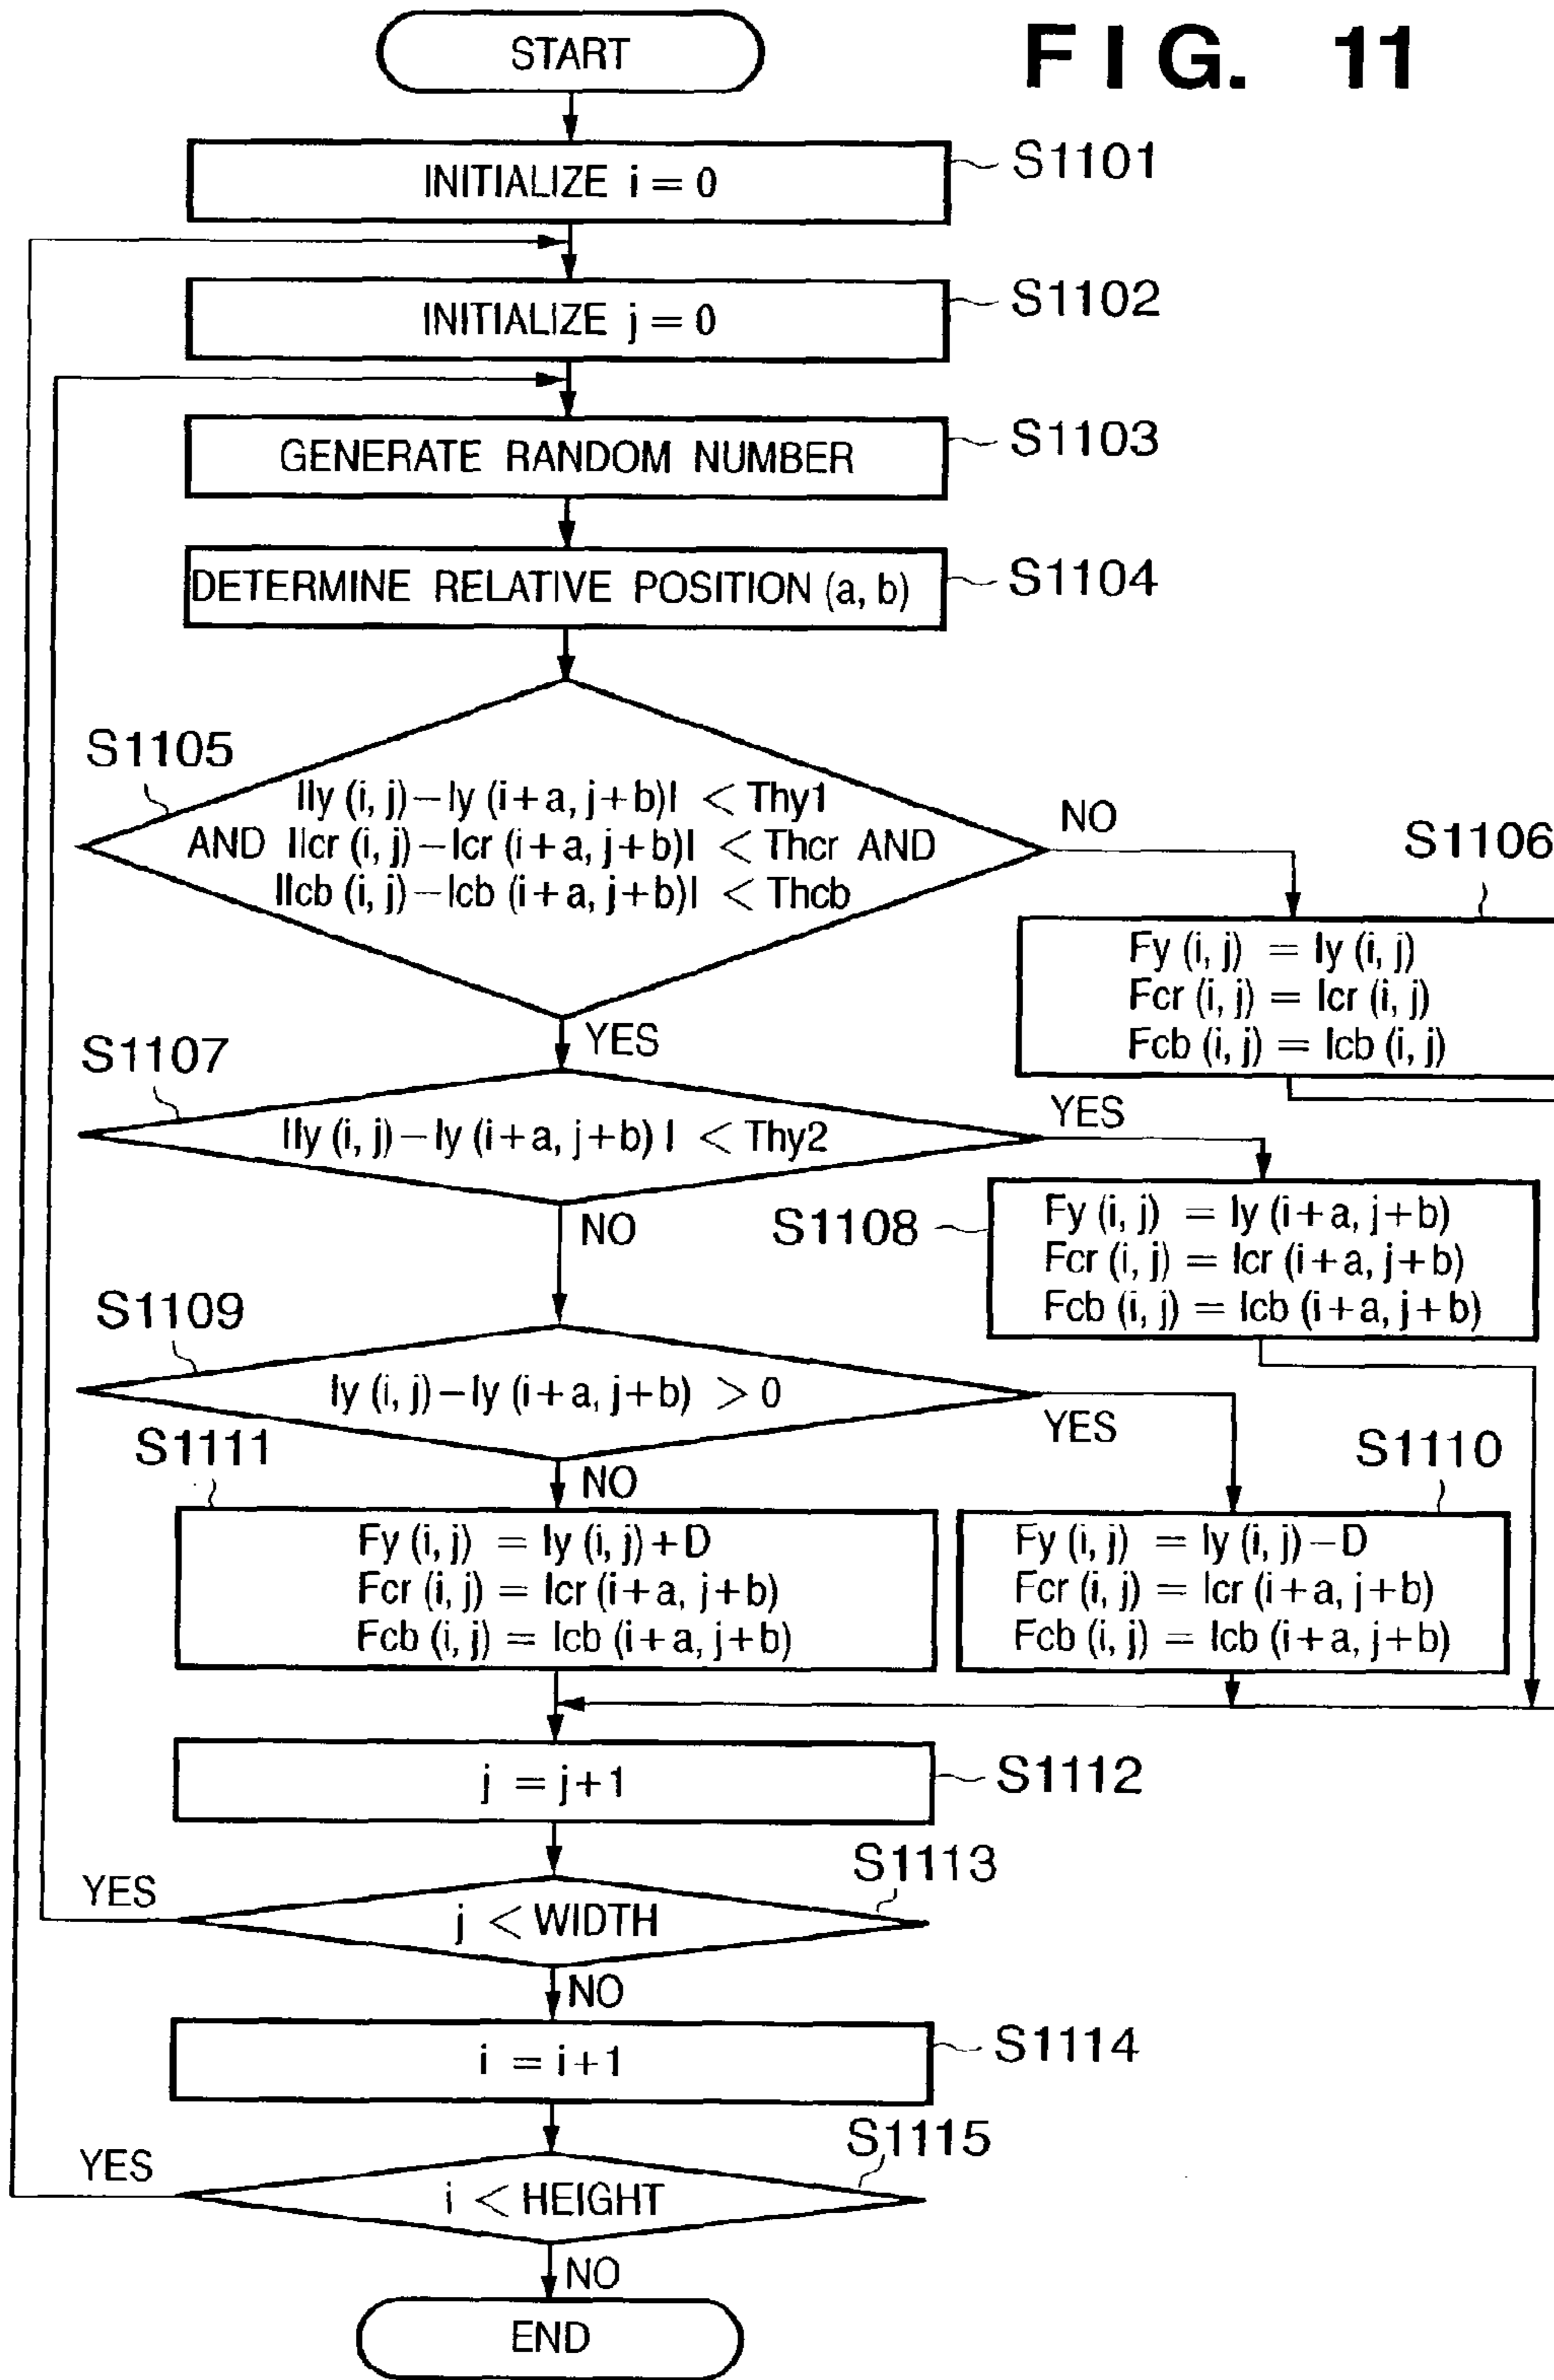 FIG. 11
START
INITIALIZE i = 0
S1101
INITIALIZE j = 0
S1102
GENERATE RANDOM NUMBER
S1103
DETERMINE RELATIVE POSITION (a, b)
S1104
S1105
|Iy (i, j) – Iy (i+a, j+b)| < Thy1
AND |Icr (i, j) – Icr (i+a, j+b)| < Thcr AND
|Icb (i, j) – Icb (i+a, j+b)| < Thcb
NO
S1106
Fy (i, j) = Iy (i, j)
Fcr (i, j) = Icr (i, j)
Fcb (i, j) = Icb (i, j)
YES
S1107
|Iy (i, j) – Iy (i+a, j+b) | < Thy2
YES
NO
S1108
Fy (i, j) = Iy (i+a, j+b)
Fcr (i, j) = Icr (i+a, j+b)
Fcb (i, j) = Icb (i+a, j+b)
S1109
Iy (i, j) – Iy (i+a, j+b) > 0
YES
NO
S1111
Fy (i, j) = Iy (i, j) + D
Fcr (i, j) = Icr (i+a, j+b)
Fcb (i, j) = Icb (i+a, j+b)
S1110
Fy (i, j) = Iy (i, j) – D
Fcr (i, j) = Icr (i+a, j+b)
Fcb (i, j) = Icb (i+a, j+b)
j = j+1
S1112
S1113
YES
j < WIDTH
NO
i = i+1
S1114
S1115
YES
i < HEIGHT
NO
END